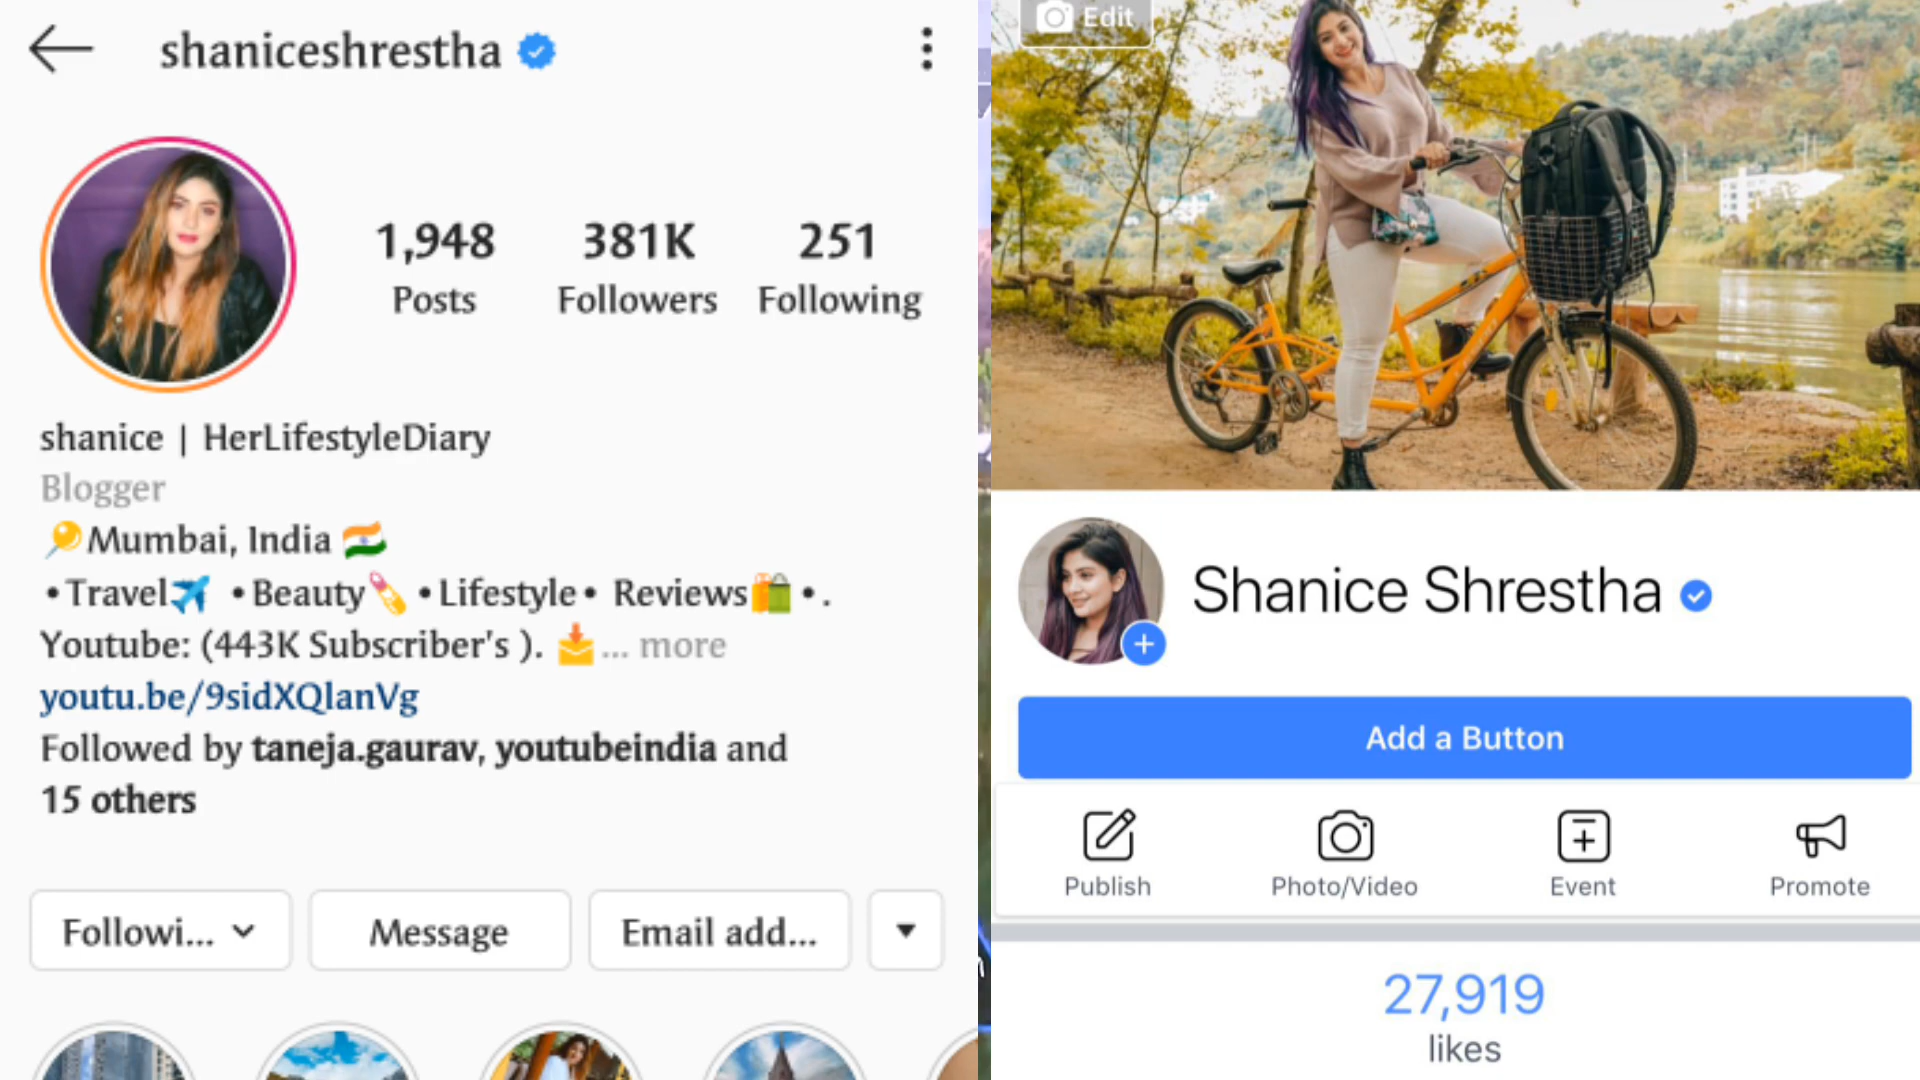 shaniceshrestha
1,948
Posts
381K
Followers
251
Following
shanice | HerLifestyleDiary
Blogger
Mumbai, India
•Travel •Beauty •Lifestyle• Reviews •.
Youtube: (443K Subscriber's ). ... more
youtu.be/9sidXQlanVg
Followed by taneja.gaurav, youtubeindia and
15 others
Followi...
Message
Email add...
Edit
Shanice Shrestha
Add a Button
Publish
Photo/Video
Event
Promote
27,919
likes